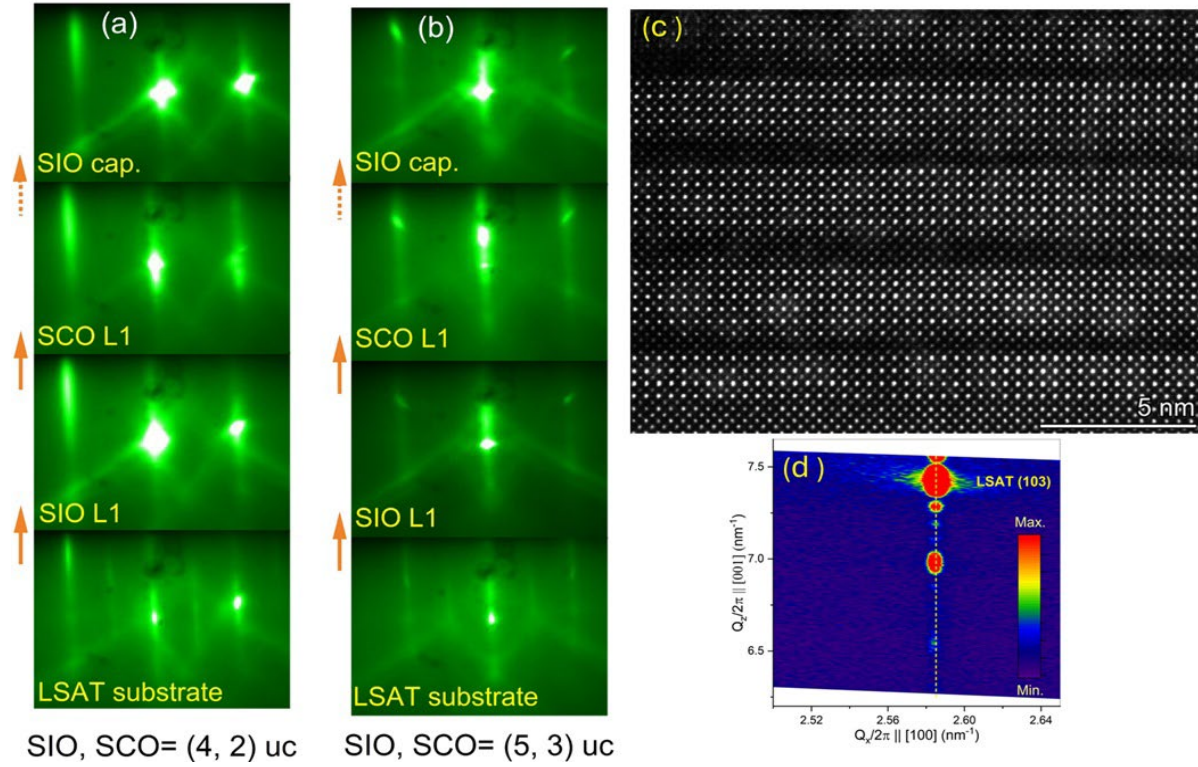 (a)
SIO cap.
SCO L1
SIO L1
LSAT substrate
SIO, SCO= (4, 2) uc
(b)
SIO cap.
SCO L1
SIO L1
LSAT substrate
SIO, SCO= (5, 3) uc
(c )
5 nm
(d )
LSAT (103)
Max.
Min.
7.5
7.0
6.5
Q_z/2π || [001] (nm⁻¹)
2.52
2.56
2.60
2.64
Q_x/2π || [100] (nm⁻¹)